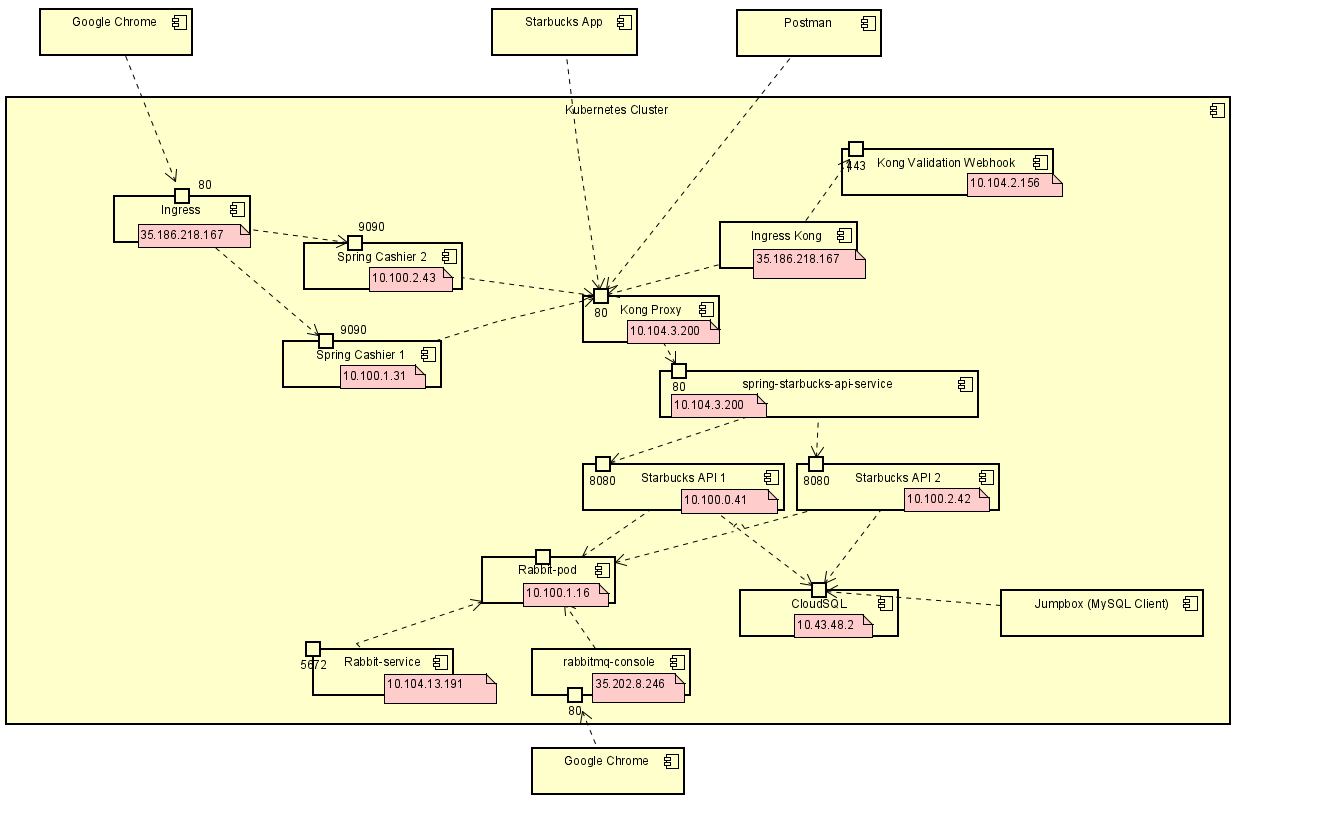 Google Chrome
Starbucks App
Postman
Kubernetes Cluster
443
Kong Validation Webhook
10.104.2.156
80
Ingress
35.186.218.167
9090
Spring Cashier 2
10.100.2.43
Ingress Kong
35.186.218.167
80
Kong Proxy
10.104.3.200
9090
Spring Cashier 1
10.100.1.31
80
spring-starbucks-api-service
10.104.3.200
8080
Starbucks API 1
10.100.0.41
8080
Starbucks API 2
10.100.2.42
Rabbit-pod
10.100.1.16
CloudSQL
10.43.48.2
Jumpbox (MySQL Client)
5672
Rabbit-service
10.104.13.191
rabbitmq-console
35.202.8.246
80
Google Chrome